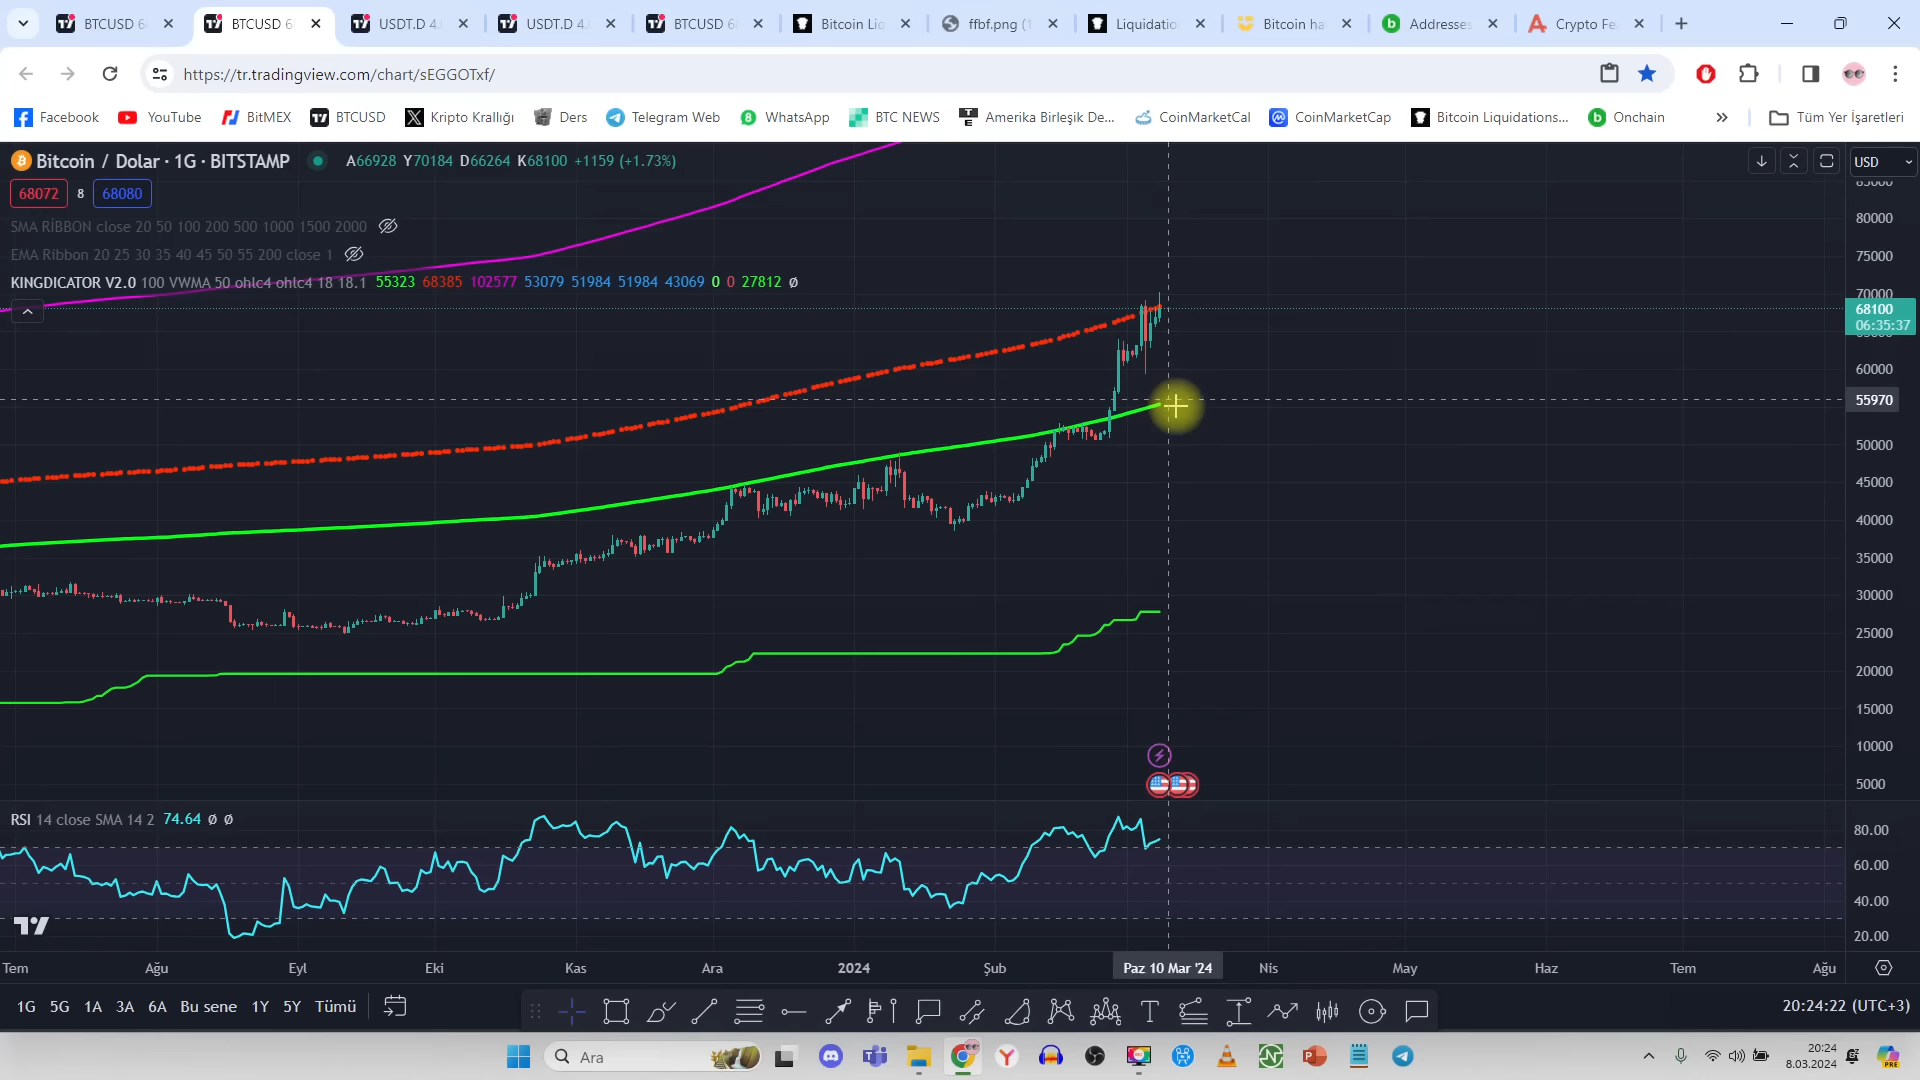 BTCUSD 6
BTCUSD 6
USDT.D 4.
USDT.D 4.
BTCUSD 6
Bitcoin Liq
ffbf.png (1
Liquidatio
Bitcoin ha
Addresses
Crypto Fe
https://tr.tradingview.com/chart/sEGGOTxf/
Facebook
YouTube
BitMEX
BTCUSD
Kripto Krallığı
Ders
Telegram Web
WhatsApp
BTC NEWS
Amerika Birleşik De...
CoinMarketCal
CoinMarketCap
Bitcoin Liquidations...
Onchain
Tüm Yer İşaretleri
Bitcoin / Dolar · 1G · BITSTAMP
A66928 Y70184 D66264 K68100 +1159 (+1.73%)
USD
68072 8 68080
SMA RİBBON close 20 50 100 200 500 1000 1500 2000
EMA Ribbon 20 25 30 35 40 45 50 55 200 close 1
KINGDICATOR V2.0 100 VWMA 50 ohlc4 ohlc4 18 18.1 55323 68385 102577 53079 51984 51984 43069 0 0 27812 ø
85000
80000
75000
70000
68100
06:35:37
60000
55970
50000
45000
40000
35000
30000
25000
20000
15000
10000
5000
RSI 14 close SMA 14 2 74.64 ø ø
80.00
60.00
40.00
20.00
Tem
Ağu
Eyl
Eki
Kas
Ara
2024
Şub
Paz 10 Mar '24
Nis
May
Haz
Tem
Ağu
1G 5G 1A 3A 6A Bu sene 1Y 5Y Tümü
20:24:22 (UTC+3)
Ara
20:24
8.03.2024